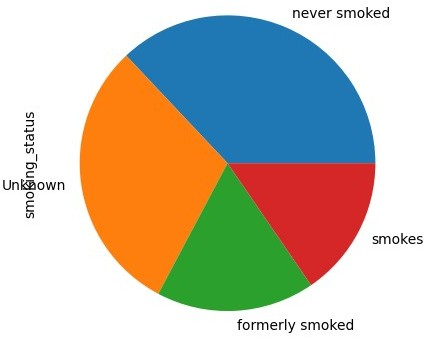 never smoked
smoking_status
Unknown
smokes
formerly smoked